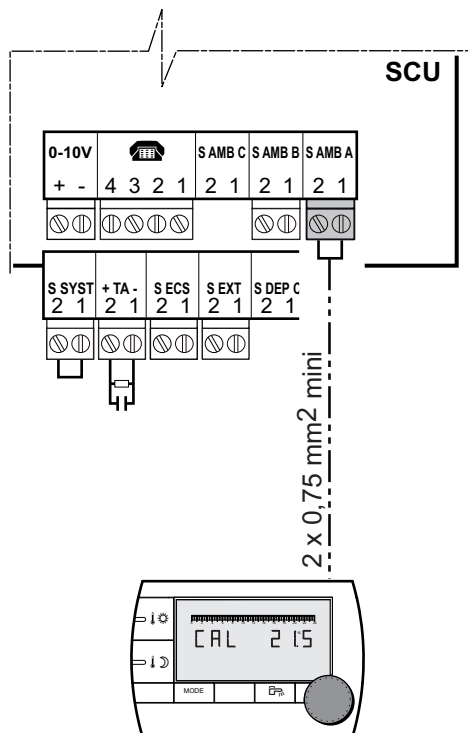 SCU
0-10V S AMB C S AMB B S AMB A
+ - 4 3 2 1 2 1 2 1 2 1
S SYST + TA - S ECS S EXT S DEP C
2 1 2 1 2 1 2 1 2 1
2 x 0,75 mm² mini
CAL 21.5
MODE